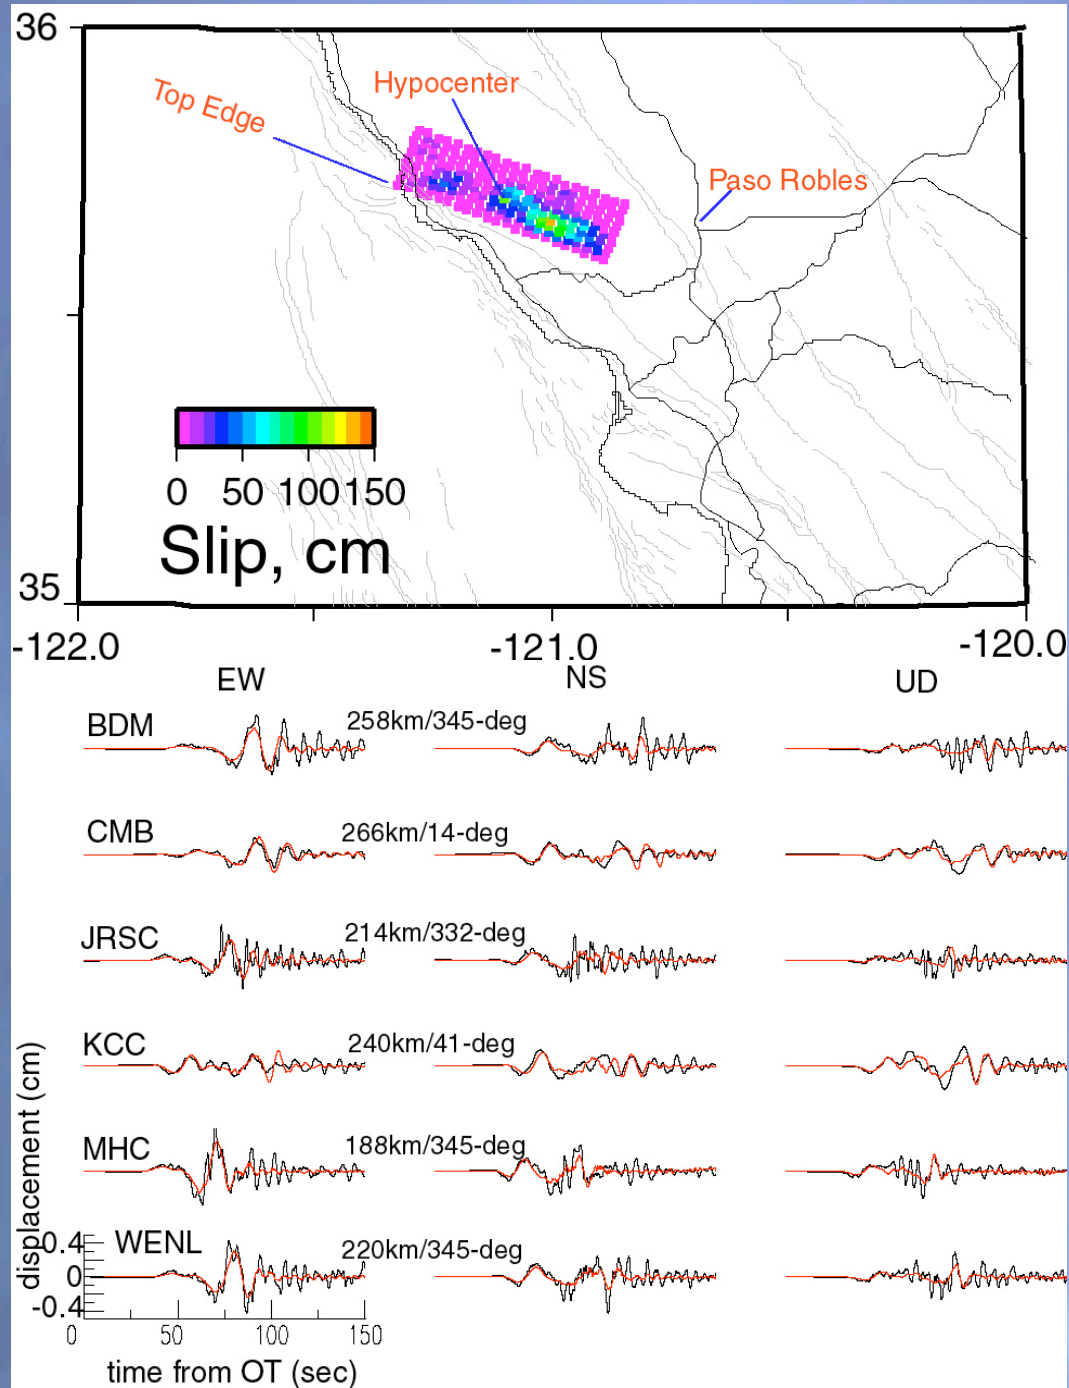 36
Top Edge
Hypocenter
Paso Robles
0 50 100 150
Slip, cm
35
-122.0 -121.0 -120.0
EW NS UD
BDM 258km/345-deg
CMB 266km/14-deg
JRSC 214km/332-deg
KCC 240km/41-deg
MHC 188km/345-deg
WENL 220km/345-deg
displacement (cm)
0.4
0
-0.4
0 50 100 150
time from OT (sec)